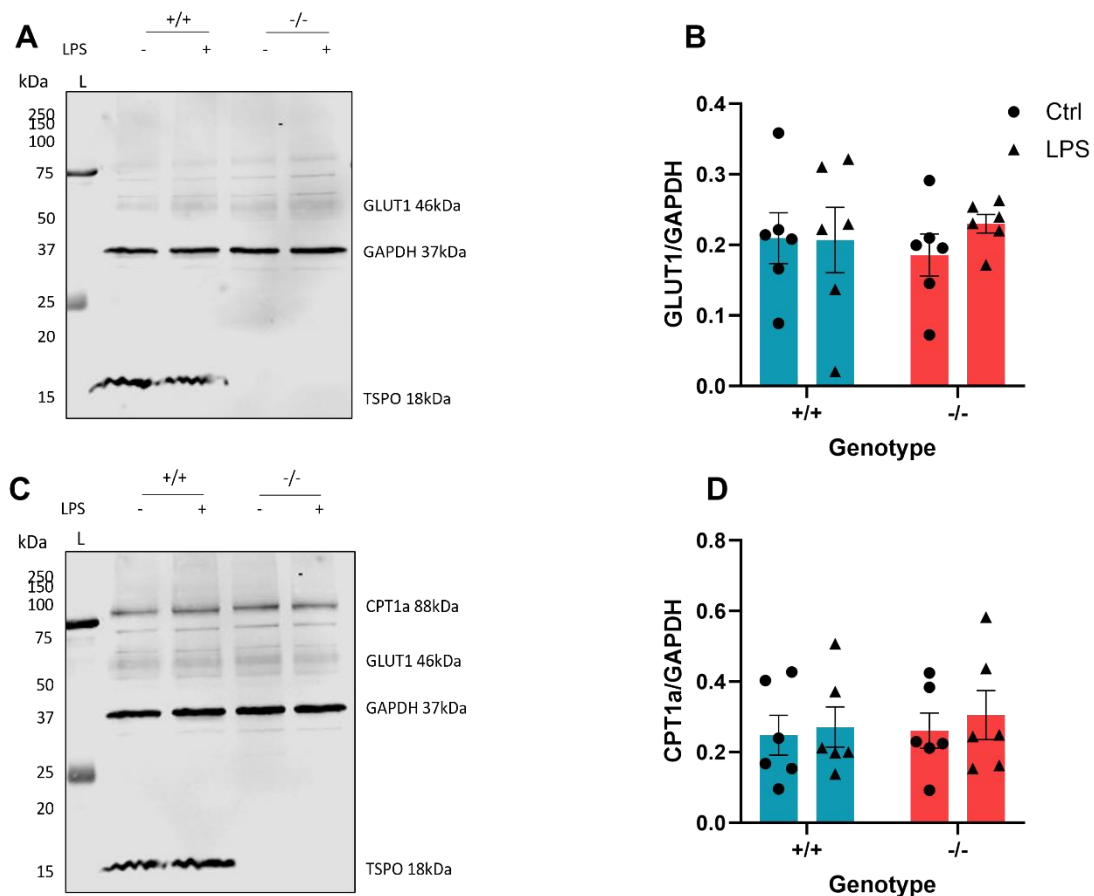 A
+/+ -/-
LPS - + - +
kDa L
250
150
100
75
50
37
25
20
15
GLUT1 46kDa
GAPDH 37kDa
TSPO 18kDa
B
GLUT1/GAPDH
0.4
0.3
0.2
0.1
0.0
+/+ -/-
Genotype
Ctrl
LPS
C
+/+ -/-
LPS - + - +
kDa L
250
150
100
75
50
37
25
20
15
CPT1a 88kDa
GLUT1 46kDa
GAPDH 37kDa
TSPO 18kDa
D
CPT1a/GAPDH
0.8
0.6
0.4
0.2
0.0
+/+ -/-
Genotype